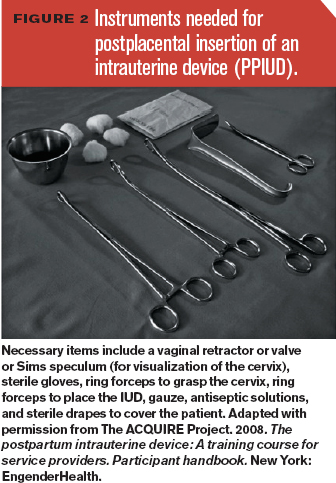 FIGURE 2 Instruments needed for
postplacental insertion of an
intrauterine device (PPIUD).
Necessary items include a vaginal retractor or valve
or Sims speculum (for visualization of the cervix),
sterile gloves, ring forceps to grasp the cervix, ring
forceps to place the IUD, gauze, antiseptic solutions,
and sterile drapes to cover the patient. Adapted with
permission from The ACQUIRE Project. 2008. The
postpartum intrauterine device: A training course for
service providers. Participant handbook. New York:
EngenderHealth.